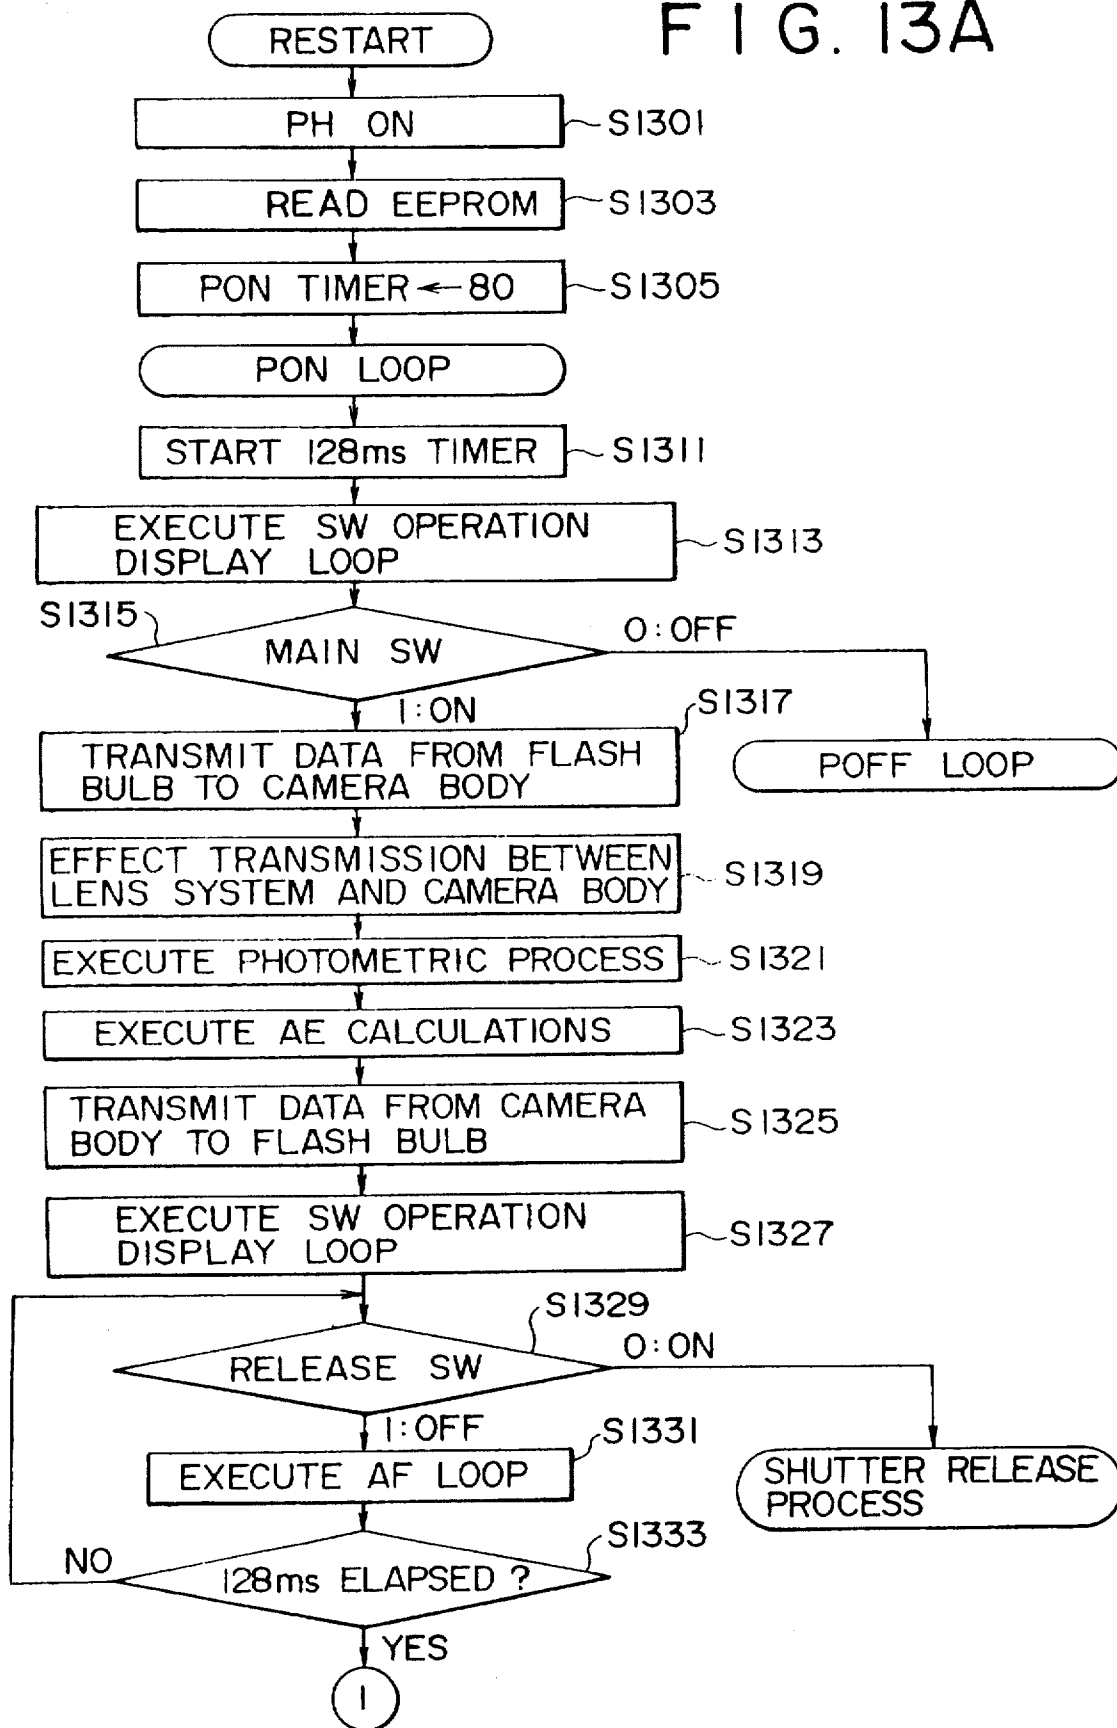 FIG. 13A
RESTART
PH ON
S1301
READ EEPROM
S1303
PON TIMER ← 80
S1305
PON LOOP
START 128ms TIMER
S1311
EXECUTE SW OPERATION
DISPLAY LOOP
S1313
S1315
MAIN SW
0:OFF
1:ON
POFF LOOP
S1317
TRANSMIT DATA FROM FLASH
BULB TO CAMERA BODY
EFFECT TRANSMISSION BETWEEN
LENS SYSTEM AND CAMERA BODY
S1319
EXECUTE PHOTOMETRIC PROCESS
S1321
EXECUTE AE CALCULATIONS
S1323
TRANSMIT DATA FROM CAMERA
BODY TO FLASH BULB
S1325
EXECUTE SW OPERATION
DISPLAY LOOP
S1327
S1329
RELEASE SW
0:ON
1:OFF
SHUTTER RELEASE
PROCESS
S1331
EXECUTE AF LOOP
S1333
128ms ELAPSED ?
NO
YES
1